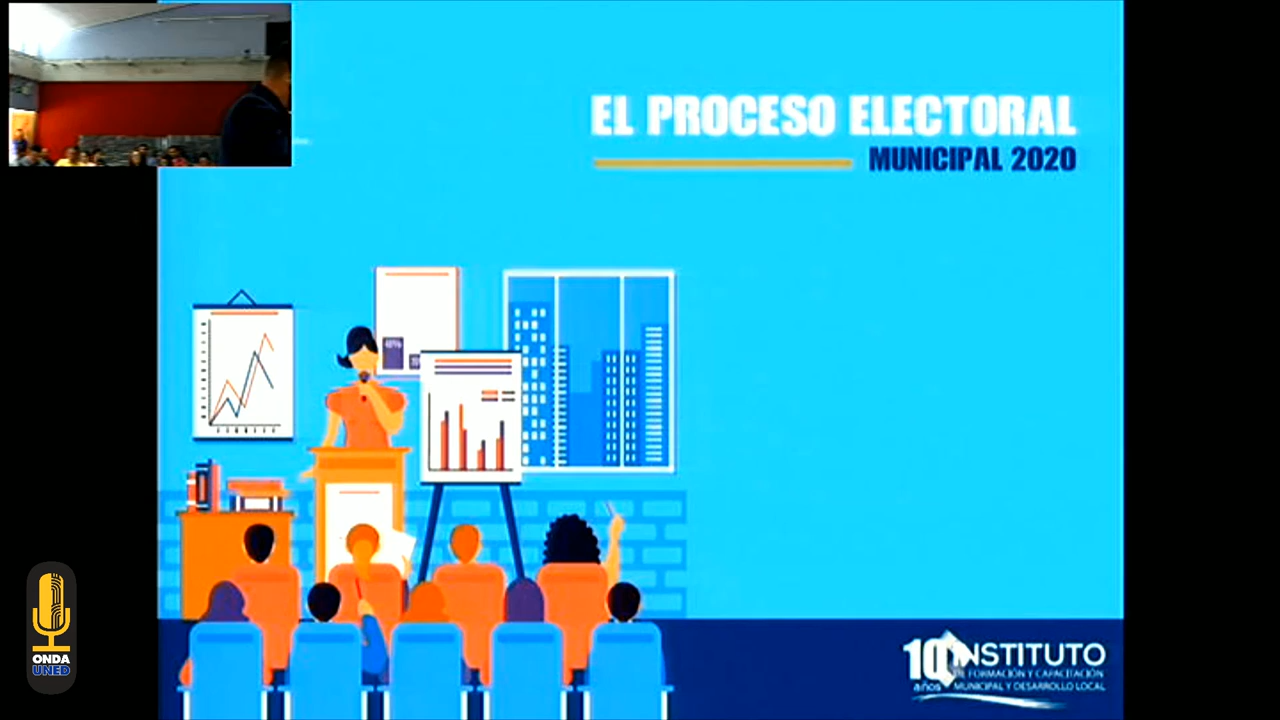 EL PROCESO ELECTORAL
MUNICIPAL 2020
10 INSTITUTO
años DE FORMACIÓN Y CAPACITACIÓN
MUNICIPAL Y DESARROLLO LOCAL
ONDA
UNED